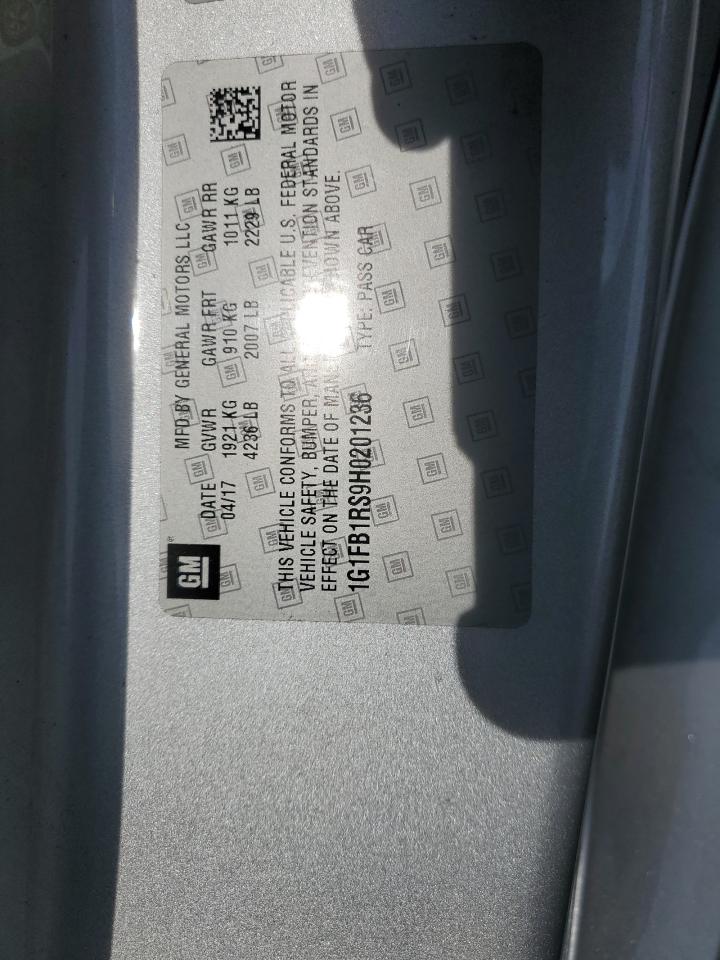 GM
MFD BY GENERAL MOTORS LLC
DATE GVWR GAWR FRT GAWR RR
04/17 1921 KG 910 KG 1011 KG
4236 LB 2007 LB 2229 LB
THIS VEHICLE CONFORMS TO ALL APPLICABLE U.S. FEDERAL MOTOR
VEHICLE SAFETY, BUMPER, AND PREVENTION STANDARDS IN
EFFECT ON THE DATE OF SHOWN ABOVE.
1G1FB1RS9H0201236 TYPE: PASS CAR